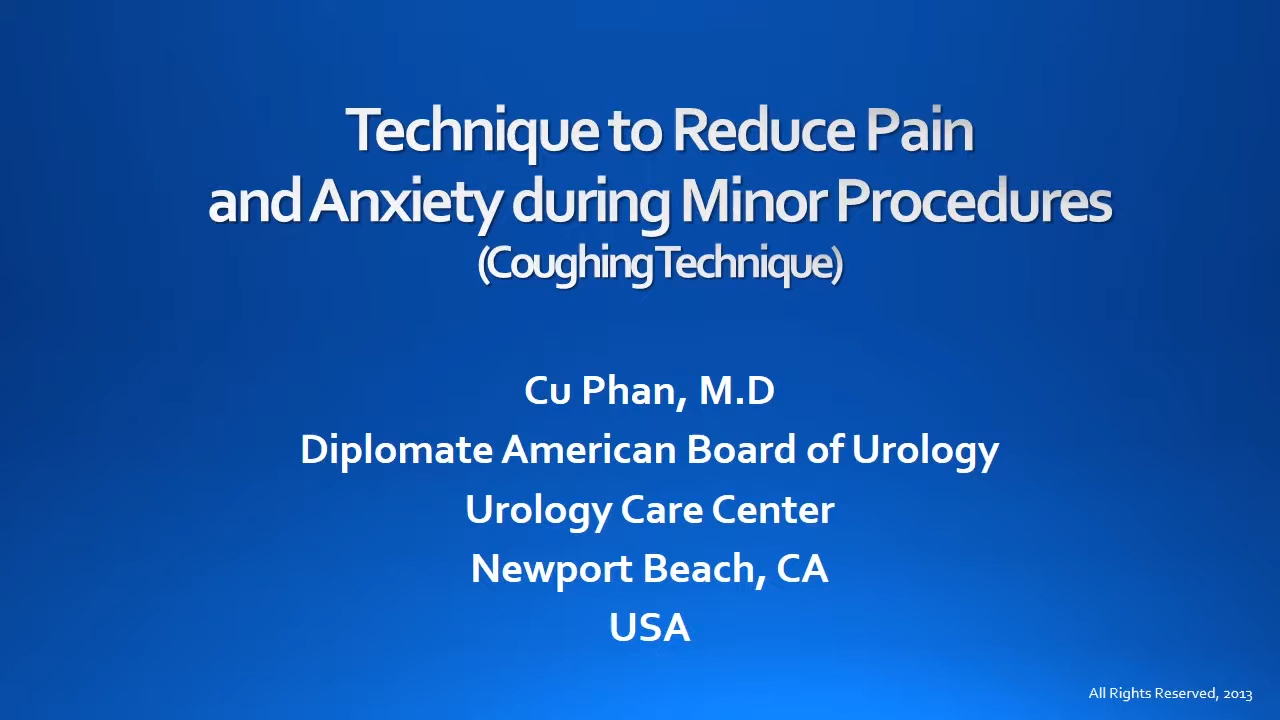 Technique to Reduce Pain
and Anxiety during Minor Procedures
(Coughing Technique)
Cu Phan, M.D
Diplomate American Board of Urology
Urology Care Center
Newport Beach, CA
USA
All Rights Reserved, 2013